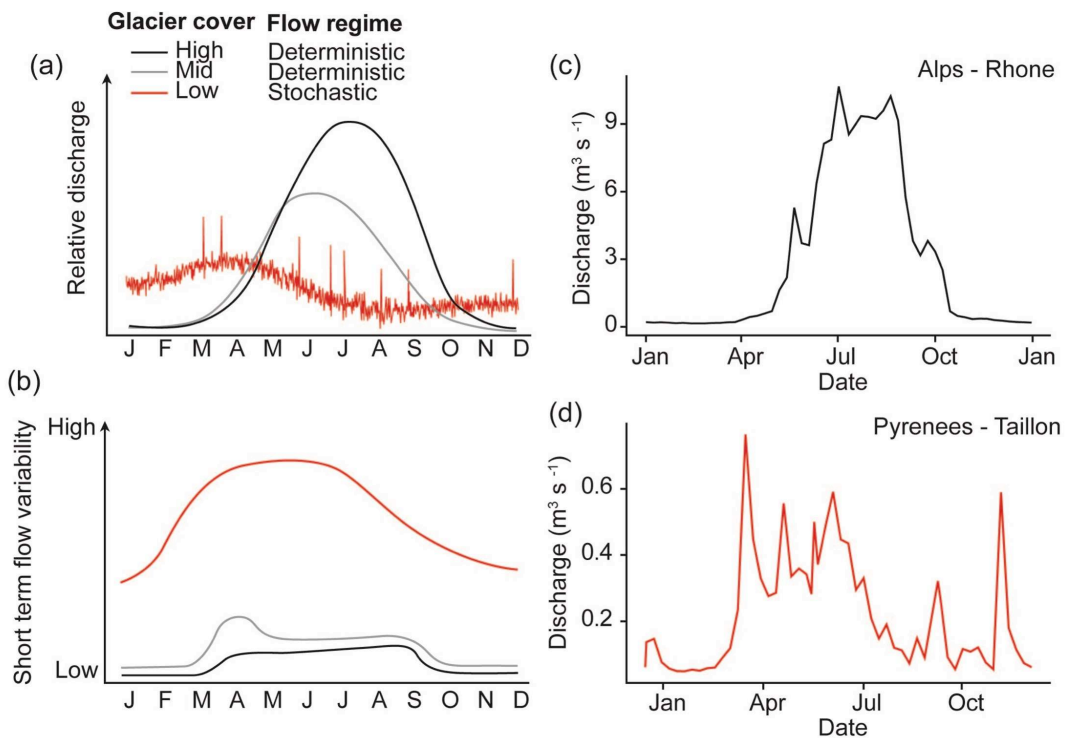 Glacier cover Flow regime
High Deterministic
Mid Deterministic
Low Stochastic
(a)
Relative discharge
J F M A M J J A S O N D
(b)
High
Short term flow variability
Low
J F M A M J J A S O N D
(c)
Alps - Rhone
Discharge (m³ s ⁻¹)
9
6
3
0
Jan Apr Jul Oct Jan
Date
(d)
Pyrenees - Taillon
Discharge (m³ s ⁻¹)
0.6
0.4
0.2
Jan Apr Jul Oct
Date